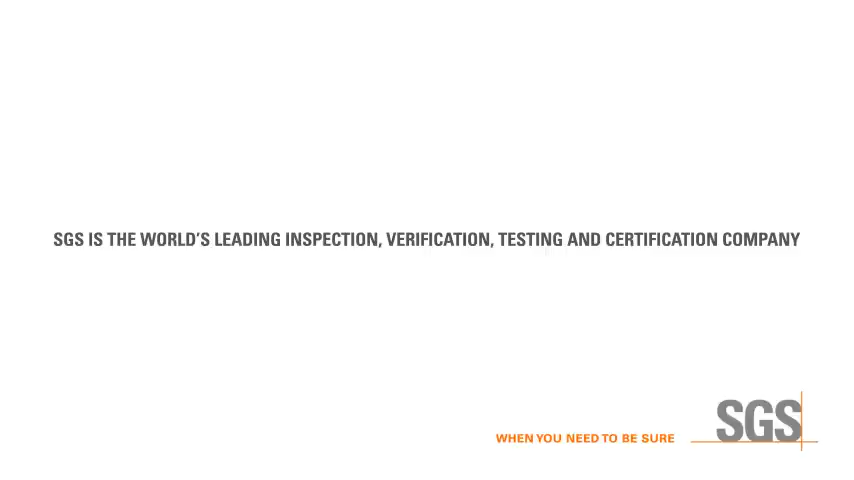 SGS IS THE WORLD'S LEADING INSPECTION, VERIFICATION, TESTING AND CERTIFICATION COMPANY
WHEN YOU NEED TO BE SURE
SGS